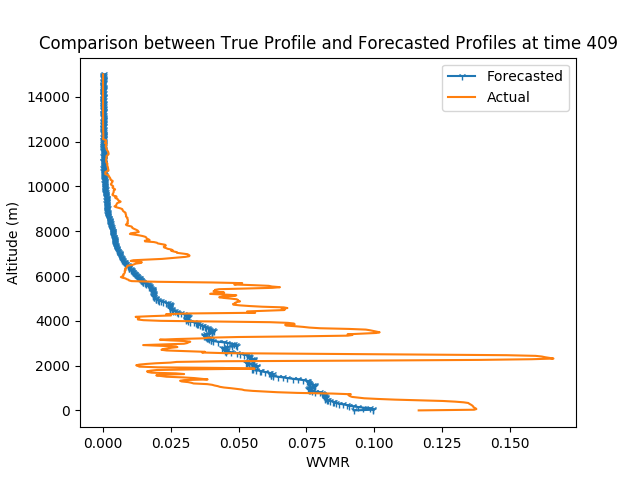 Comparison between True Profile and Forecasted Profiles at time 409
Forecasted
Actual
14000
12000
10000
8000
6000
4000
2000
0
Altitude (m)
0.000 0.025 0.050 0.075 0.100 0.125 0.150
WVMR